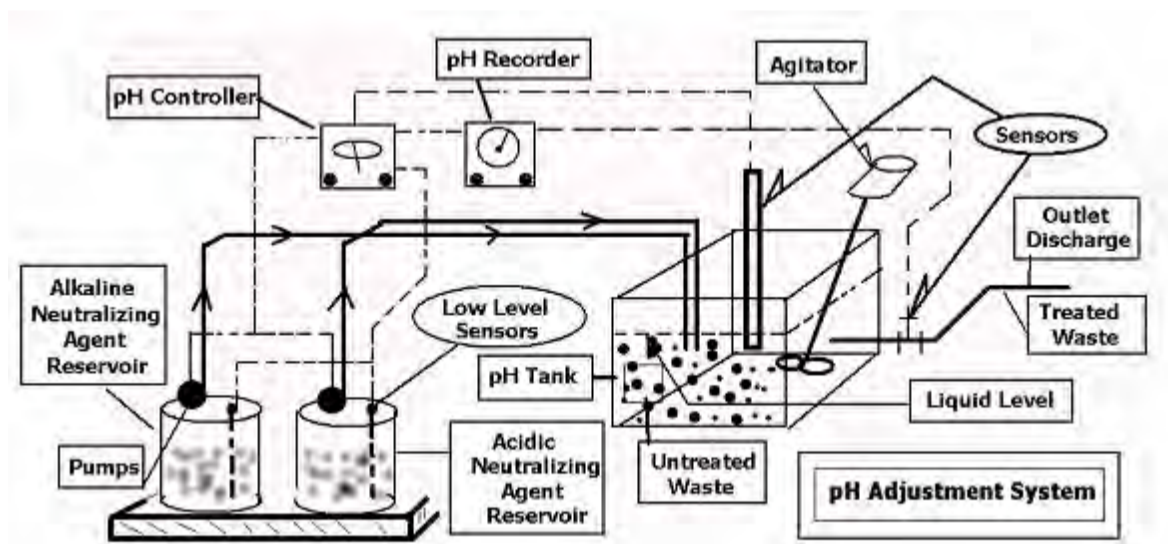 pH Recorder
Agitator
pH Controller
Sensors
Outlet
Discharge
Alkaline
Neutralizing
Agent
Reservoir
Low Level
Sensors
Treated
Waste
pH Tank
Liquid Level
Pumps
Acidic
Neutralizing
Agent
Reservoir
Untreated
Waste
pH Adjustment System